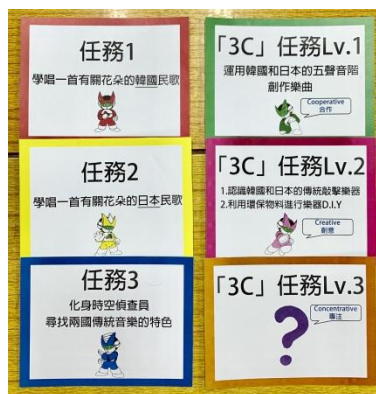 任務1
學唱一首有關花朵的韓國民歌
「3C」任務Lv.1
運用韓國和日本的五聲音階
創作樂曲
Cooperative
合作
任務2
學唱一首有關花朵的日本民歌
「3C」任務Lv.2
1.認識韓國和日本的傳統敲擊樂器
2.利用環保物料進行樂器D.I.Y
Creative
創意
任務3
化身時空偵查員
尋找兩國傳統音樂的特色
「3C」任務Lv.3
?
Concentrative
專注